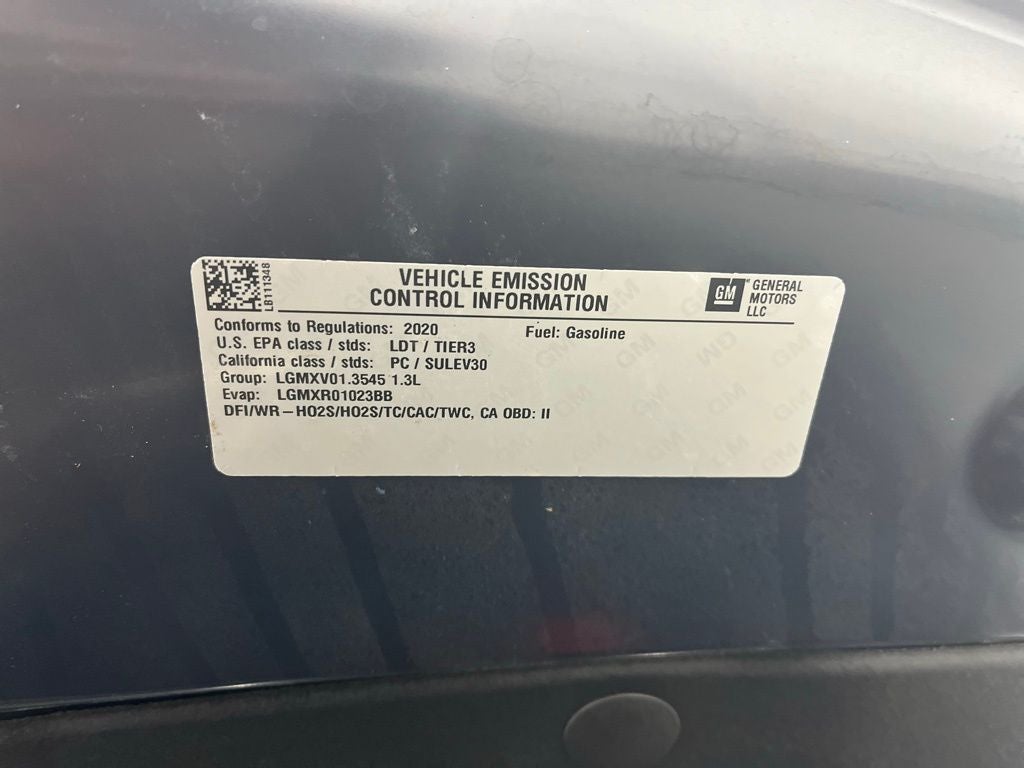 LB111348
VEHICLE EMISSION
CONTROL INFORMATION
GM
GENERAL
MOTORS
LLC
Conforms to Regulations: 2020
Fuel: Gasoline
U.S. EPA class / stds: LDT / TIER3
California class / stds: PC / SULEV30
Group: LGMXV01.3545 1.3L
Evap: LGMXR01023BB
DFI/WR – HO2S/HO2S/TC/CAC/TWC, CA OBD: II